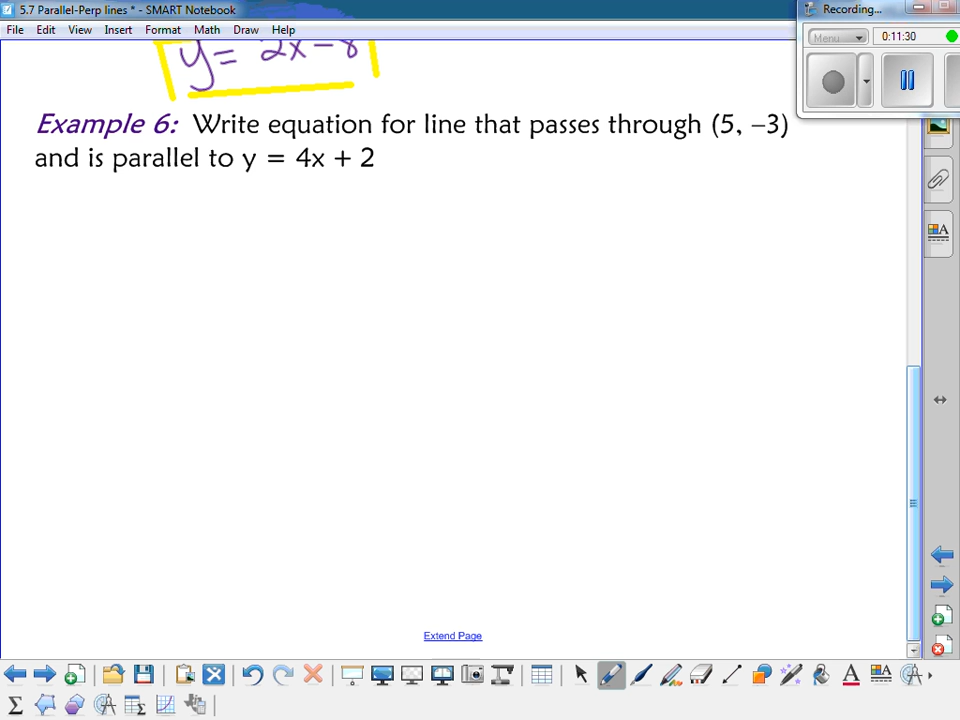 5.7 Parallel-Perp lines * - SMART Notebook
Recording...
File Edit View Insert Format Math Draw Help
Menu
0:11:30
y = 2x - 8
Example 6: Write equation for line that passes through (5, –3)
and is parallel to y = 4x + 2
Extend Page